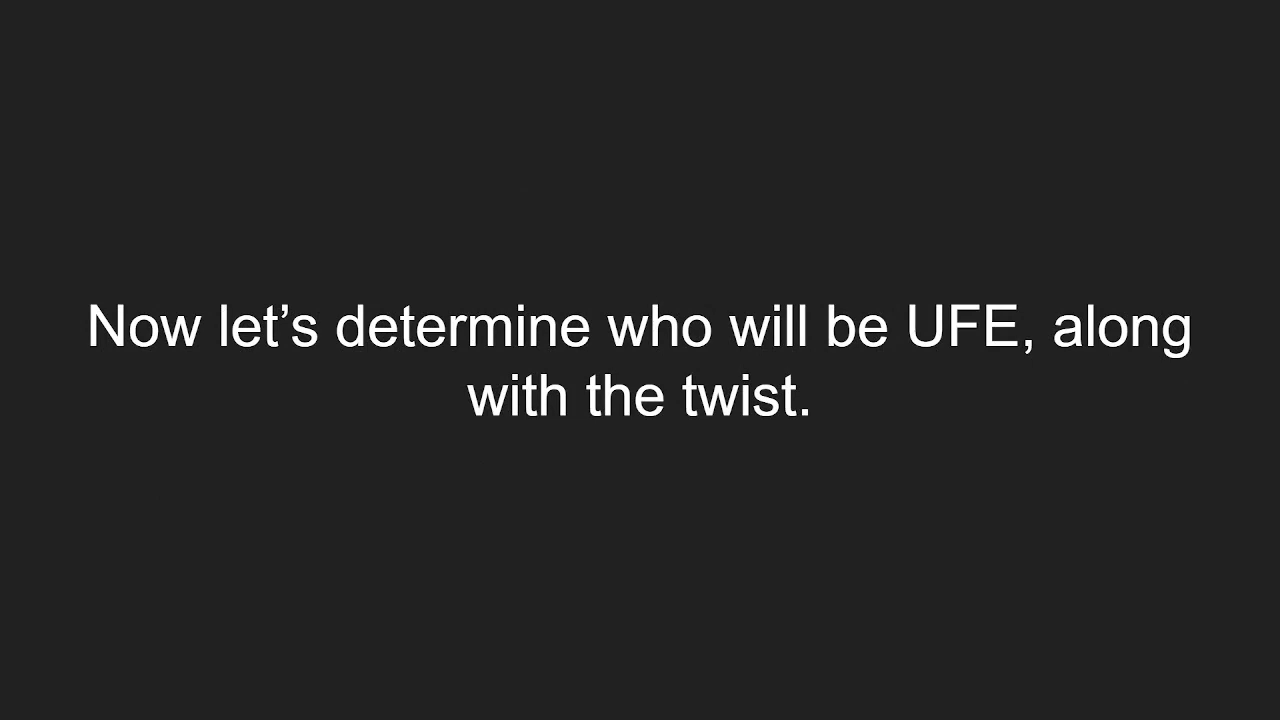 Now let’s determine who will be UFE, along
with the twist.